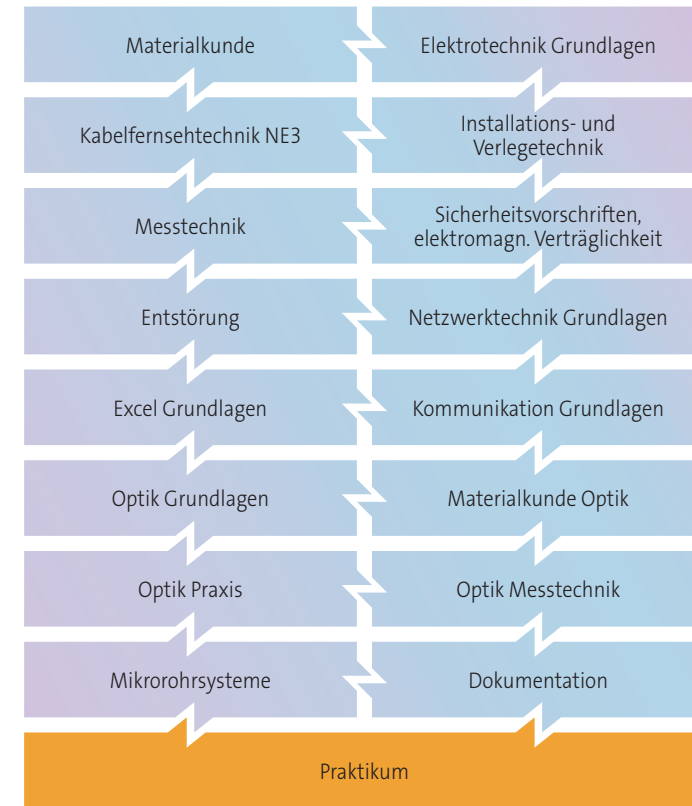 Materialkunde
Elektrotechnik Grundlagen
Kabelfernsehtechnik NE3
Installations- und
Verlegetechnik
Messtechnik
Sicherheitsvorschriften,
elektromagn. Verträglichkeit
Entstörung
Netzwerktechnik Grundlagen
Excel Grundlagen
Kommunikation Grundlagen
Optik Grundlagen
Materialkunde Optik
Optik Praxis
Optik Messtechnik
Mikrorohrsysteme
Dokumentation
Praktikum